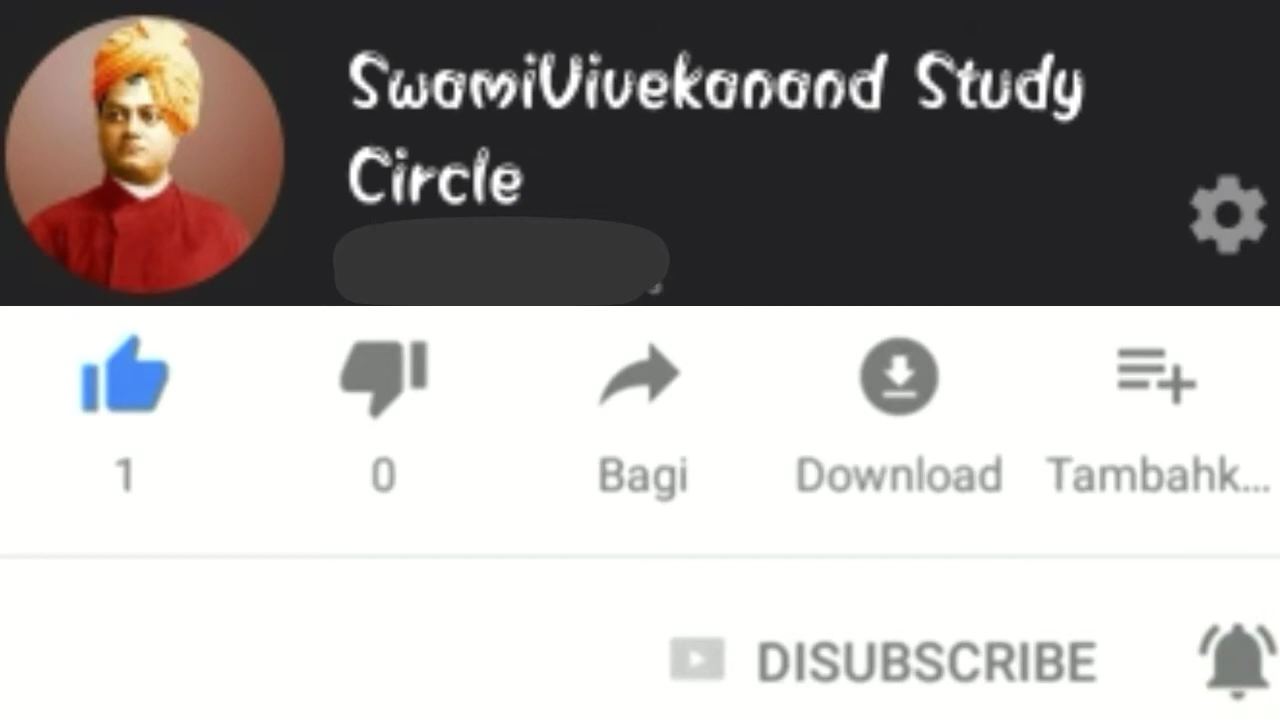 SwamiVivekanand Study
Circle
1
0
Bagi
Download
Tambahk...
DISUBSCRIBE